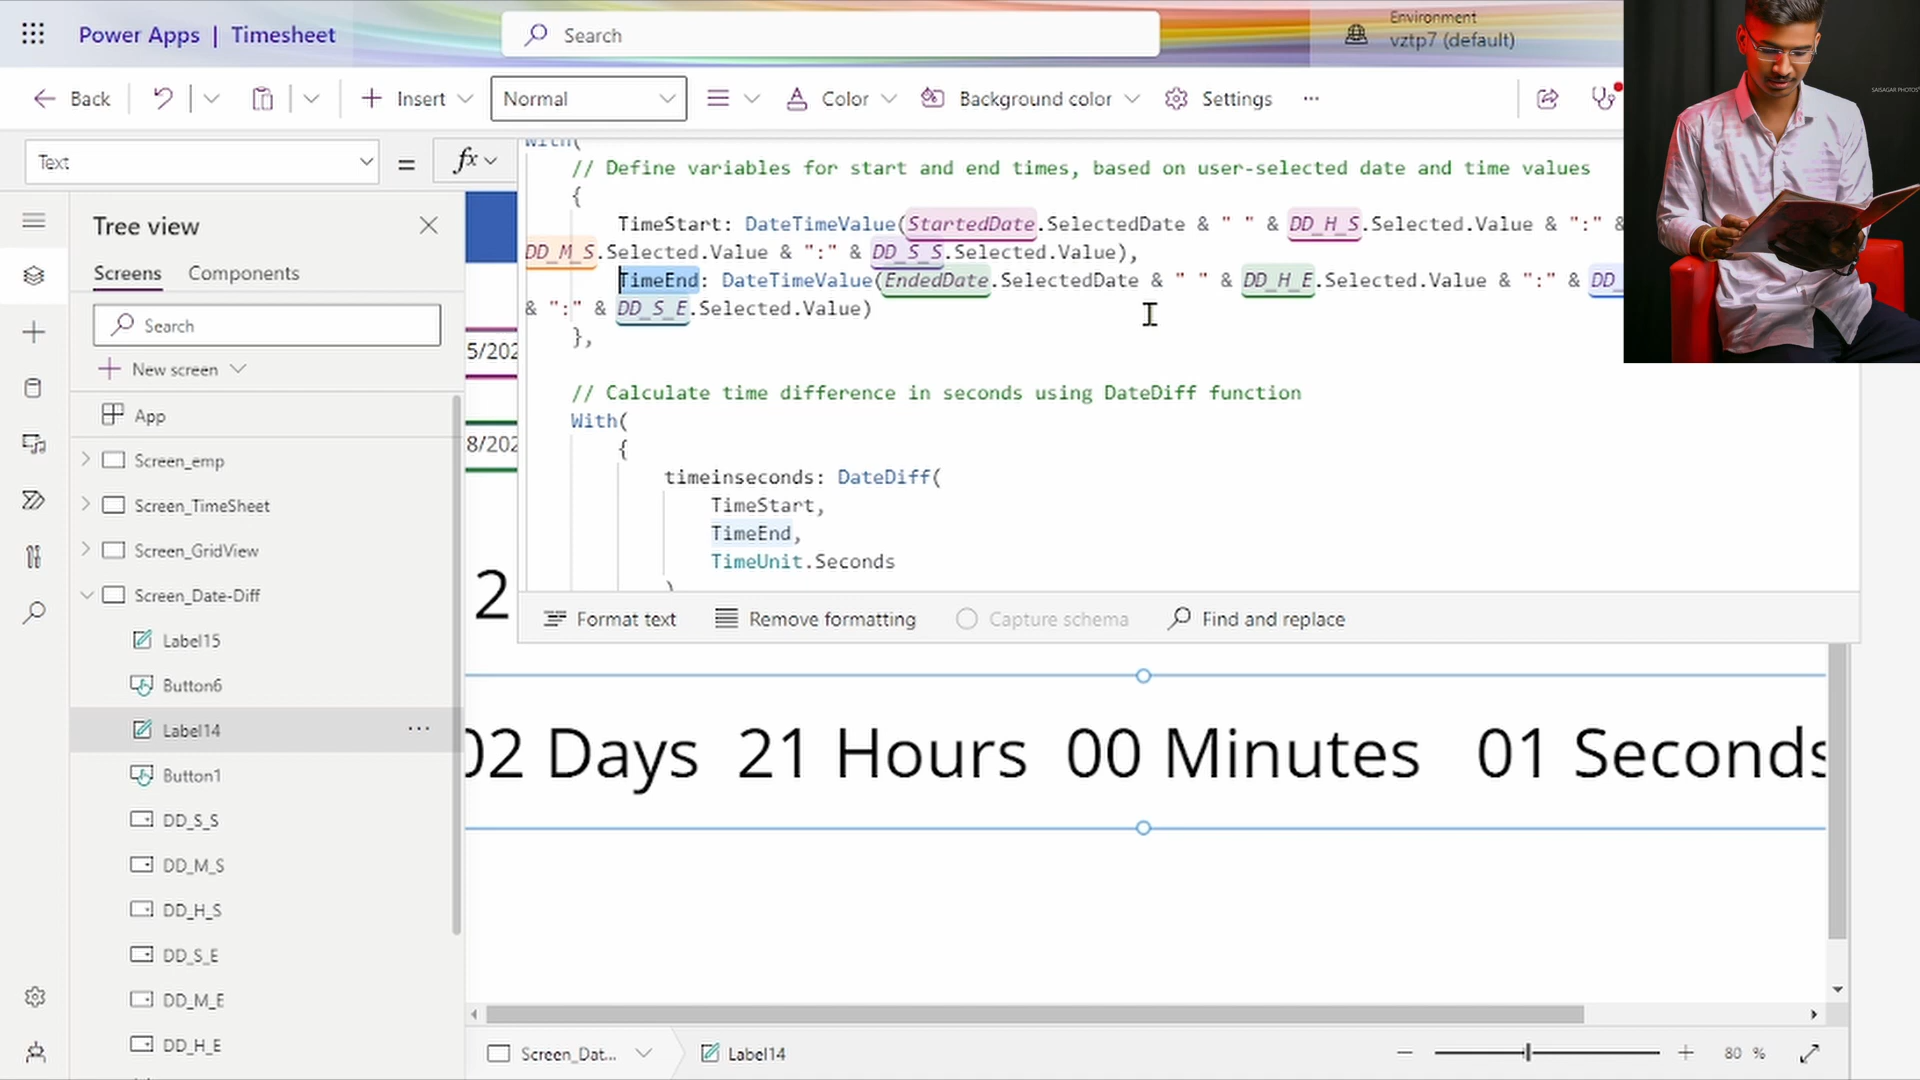 Power Apps | Timesheet
Search
Environment
vztp7 (default)
Back
Insert
Normal
Color
Background color
Settings
SAISAGAR PHOTOS
Text
= fx
With(
// Define variables for start and end times, based on user-selected date and time values
{
TimeStart: DateTimeValue(StartedDate.SelectedDate & " " & DD_H_S.Selected.Value & ":" &
DD_M_S.Selected.Value & ":" & DD_S_S.Selected.Value),
TimeEnd: DateTimeValue(EndedDate.SelectedDate & " " & DD_H_E.Selected.Value & ":" & DD_
& ":" & DD_S_E.Selected.Value)
},
// Calculate time difference in seconds using DateDiff function
With(
{
timeinseconds: DateDiff(
TimeStart,
TimeEnd,
TimeUnit.Seconds
)
Format text
Remove formatting
Capture schema
Find and replace
Tree view
Screens
Components
Search
New screen
App
Screen_emp
Screen_TimeSheet
Screen_GridView
Screen_Date-Diff
Label15
Button6
Label14
Button1
DD_S_S
DD_M_S
DD_H_S
DD_S_E
DD_M_E
DD_H_E
5/202
8/202
2
02 Days 21 Hours 00 Minutes 01 Seconds
Screen_Dat...
Label14
80 %